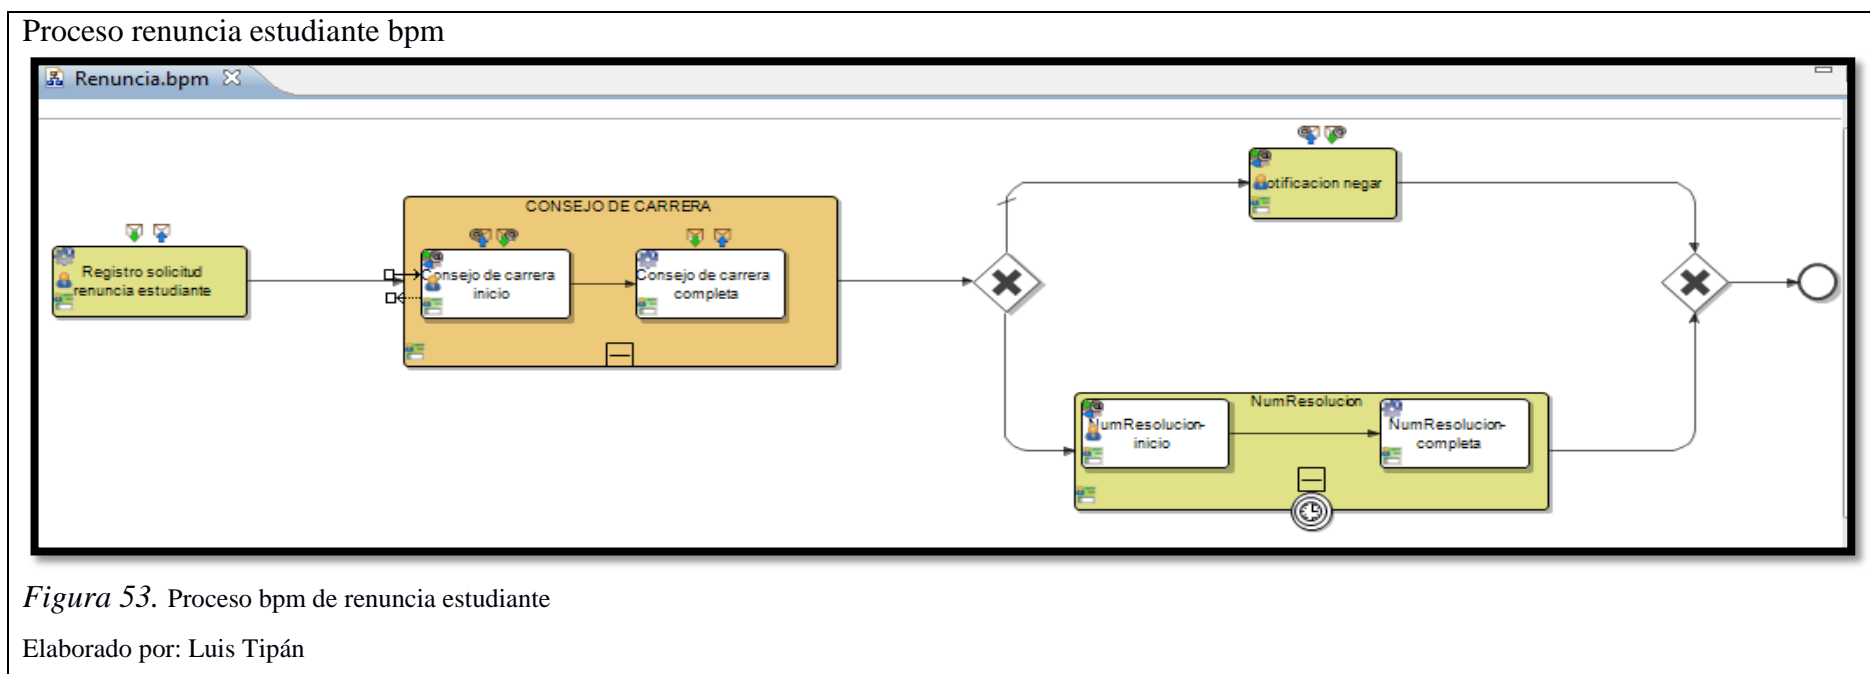 Proceso renuncia estudiante bpm
Renuncia.bpm
CONSEJO DE CARRERA
Registro solicitud
renuncia estudiante
Consejo de carrera
inicio
Consejo de carrera
completa
otificacion negar
NumResolucion
NumResolucion-
inicio
NumResolucion-
completa
Figura 53. Proceso bpm de renuncia estudiante
Elaborado por: Luis Tipán